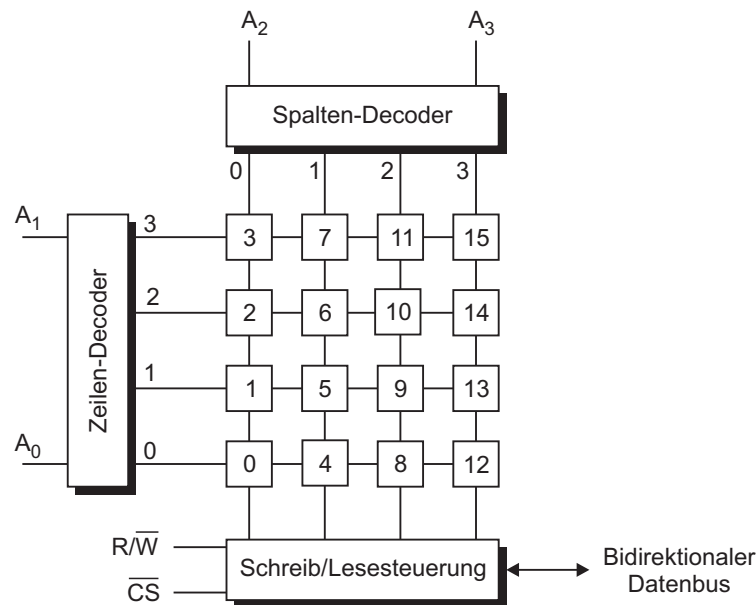 A₂ A₃
Spalten-Decoder
0 1 2 3
A₁ 3 3 7 11 15
2 2 6 10 14
Zeilen-Decoder
1 1 5 9 13
A₀ 0 0 4 8 12
R/W̅
Schreib/Lesesteuerung
C̅S̅
Bidirektionaler
Datenbus